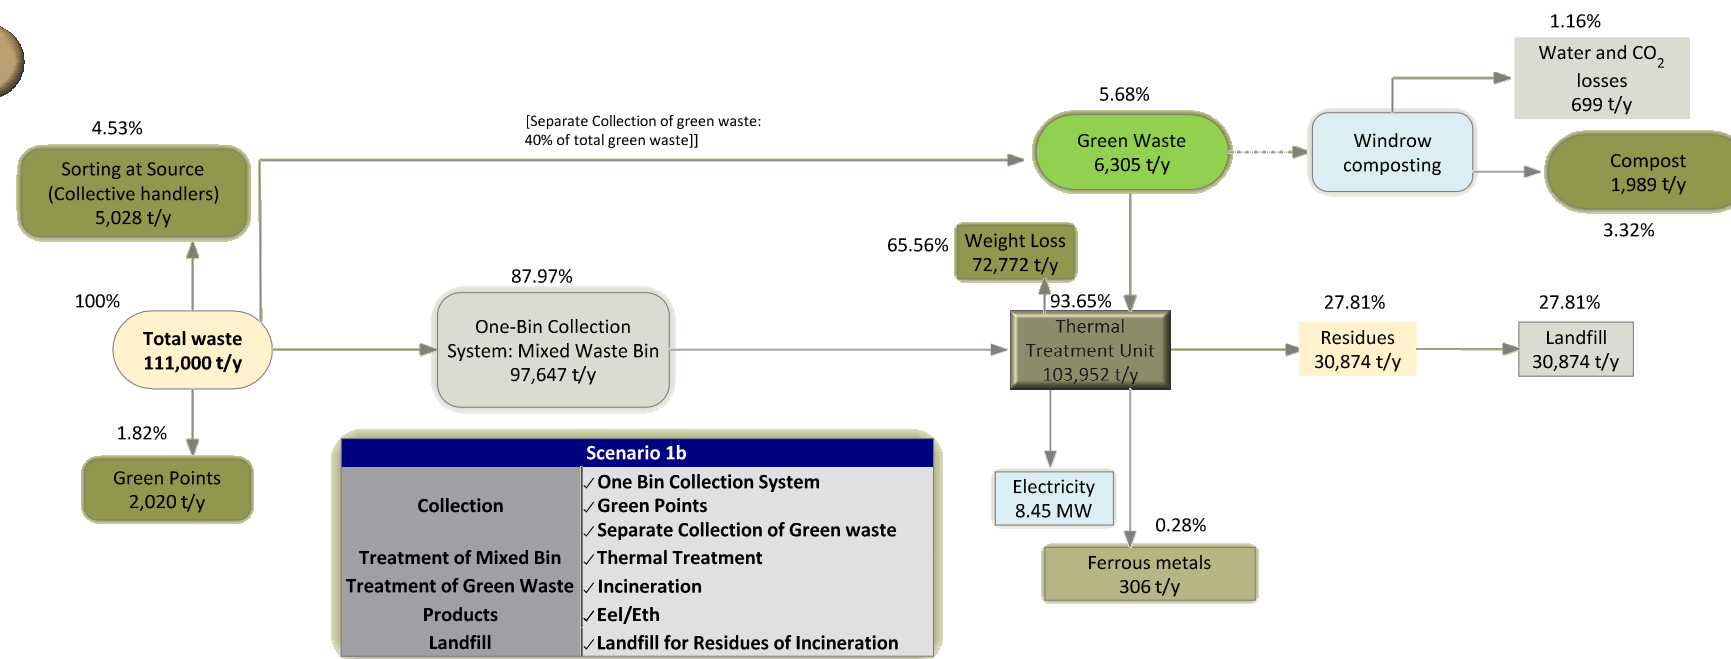 1.16%
Water and CO2
losses
699 t/y
5.68%
[Separate Collection of green waste:
40% of total green waste]]
4.53%
Sorting at Source
(Collective handlers)
5,028 t/y
Green Waste
6,305 t/y
Windrow
composting
Compost
1,989 t/y
3.32%
65.56%
Weight Loss
72,772 t/y
87.97%
100%
Total waste
111,000 t/y
One-Bin Collection
System: Mixed Waste Bin
97,647 t/y
93.65%
Thermal
Treatment Unit
103,952 t/y
27.81%
Residues
30,874 t/y
27.81%
Landfill
30,874 t/y
1.82%
Green Points
2,020 t/y
Electricity
8.45 MW
0.28%
Ferrous metals
306 t/y
Scenario 1b
Collection
✓One Bin Collection System
✓Green Points
✓Separate Collection of Green waste
Treatment of Mixed Bin ✓Thermal Treatment
Treatment of Green Waste ✓Incineration
Products ✓Eel/Eth
Landfill ✓Landfill for Residues of Incineration